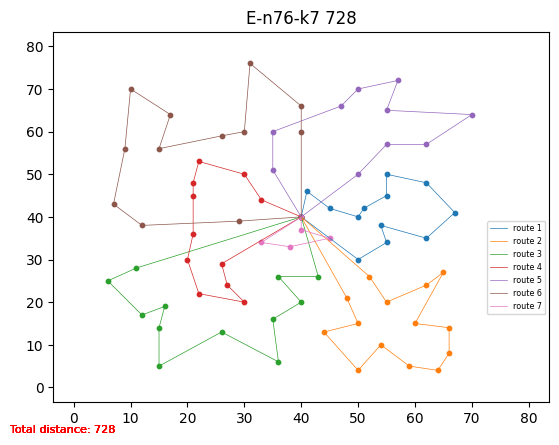 E-n76-k7 728
80
70
60
50
40
30
20
10
0
0 10 20 30 40 50 60 70 80
route 1
route 2
route 3
route 4
route 5
route 6
route 7
Total distance: 728